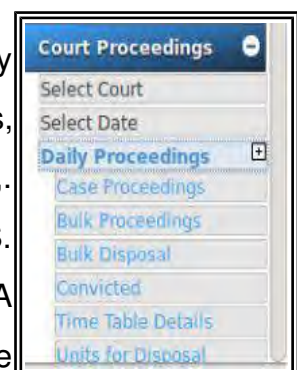 y
Court Proceedings
Select Court
s,
Select Date
Daily Proceedings
.
Case Proceedings
Bulk Proceedings
.
Bulk Disposal
A
Convicted
Time Table Details
e
Units for Disposal